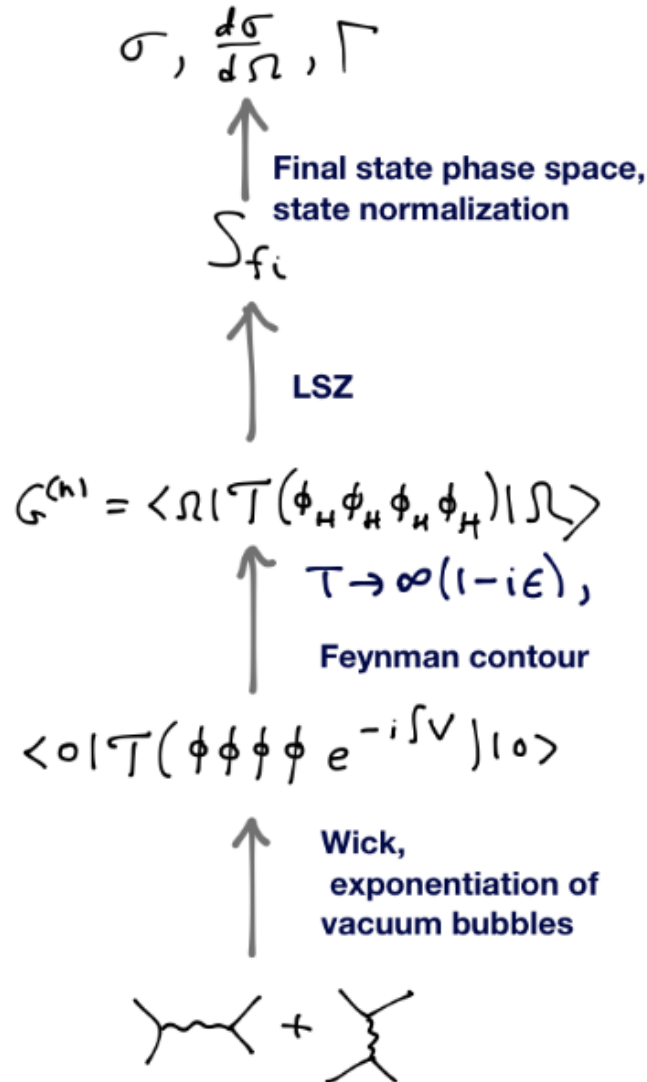 σ, dσ/dΩ, Γ
Final state phase space,
state normalization
S_fi
LSZ
G^(n) = <Ω|T(ϕ_H ϕ_H ϕ_H ϕ_H)|Ω>
T→∞(1-iϵ),
Feynman contour
<0|T(ϕ ϕ ϕ ϕ e^{-i∫V})|0>
Wick,
exponentiation of
vacuum bubbles
+